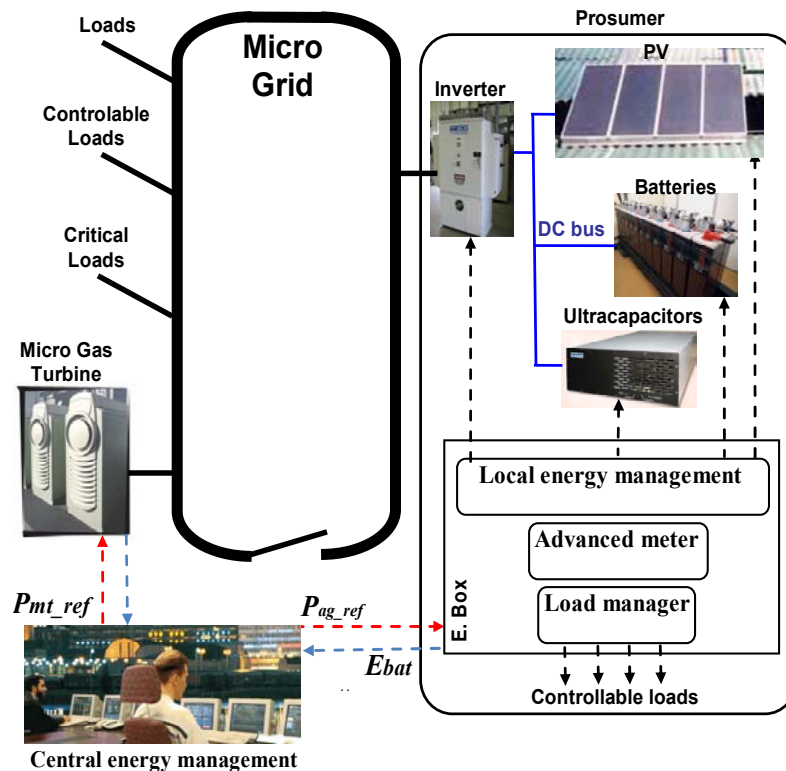 Loads
Micro
Grid
Controlable
Loads
Critical
Loads
Micro Gas
Turbine
Prosumer
PV
Inverter
Batteries
DC bus
Ultracapacitors
Local energy management
Advanced meter
Load manager
E. Box
Controllable loads
Pmt_ref
Pag_ref
Ebat
Central energy management